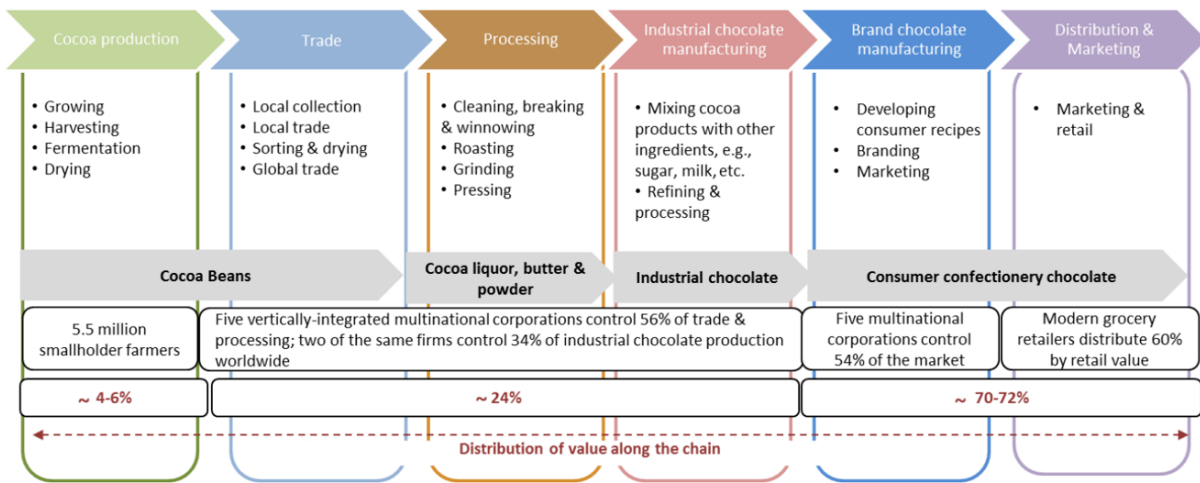 Cocoa production
Trade
Processing
Industrial chocolate
manufacturing
Brand chocolate
manufacturing
Distribution &
Marketing
• Growing
• Harvesting
• Fermentation
• Drying
• Local collection
• Local trade
• Sorting & drying
• Global trade
• Cleaning, breaking
& winnowing
• Roasting
• Grinding
• Pressing
• Mixing cocoa
products with other
ingredients, e.g.,
sugar, milk, etc.
• Refining &
processing
• Developing
consumer recipes
• Branding
• Marketing
• Marketing &
retail
Cocoa Beans
Cocoa liquor, butter &
powder
Industrial chocolate
Consumer confectionery chocolate
5.5 million
smallholder farmers
Five vertically-integrated multinational corporations control 56% of trade &
processing; two of the same firms control 34% of industrial chocolate production
worldwide
Five multinational
corporations control
54% of the market
Modern grocery
retailers distribute 60%
by retail value
~ 4-6%
~ 24%
~ 70-72%
Distribution of value along the chain